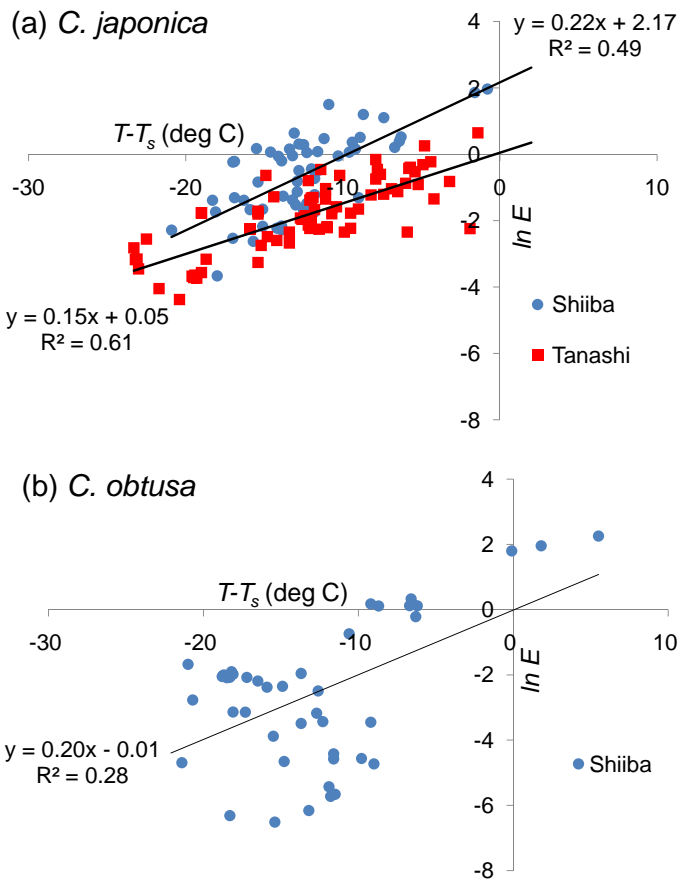 (a) C. japonica
y = 0.22x + 2.17
R² = 0.49
T-Ts (deg C)
4
2
0
-2
-4
-6
-8
-30
-20
-10
0
10
ln E
Shiiba
Tanashi
y = 0.15x + 0.05
R² = 0.61
(b) C. obtusa
T-Ts (deg C)
4
2
0
-2
-4
-6
-8
-30
-20
-10
0
10
ln E
Shiiba
y = 0.20x - 0.01
R² = 0.28